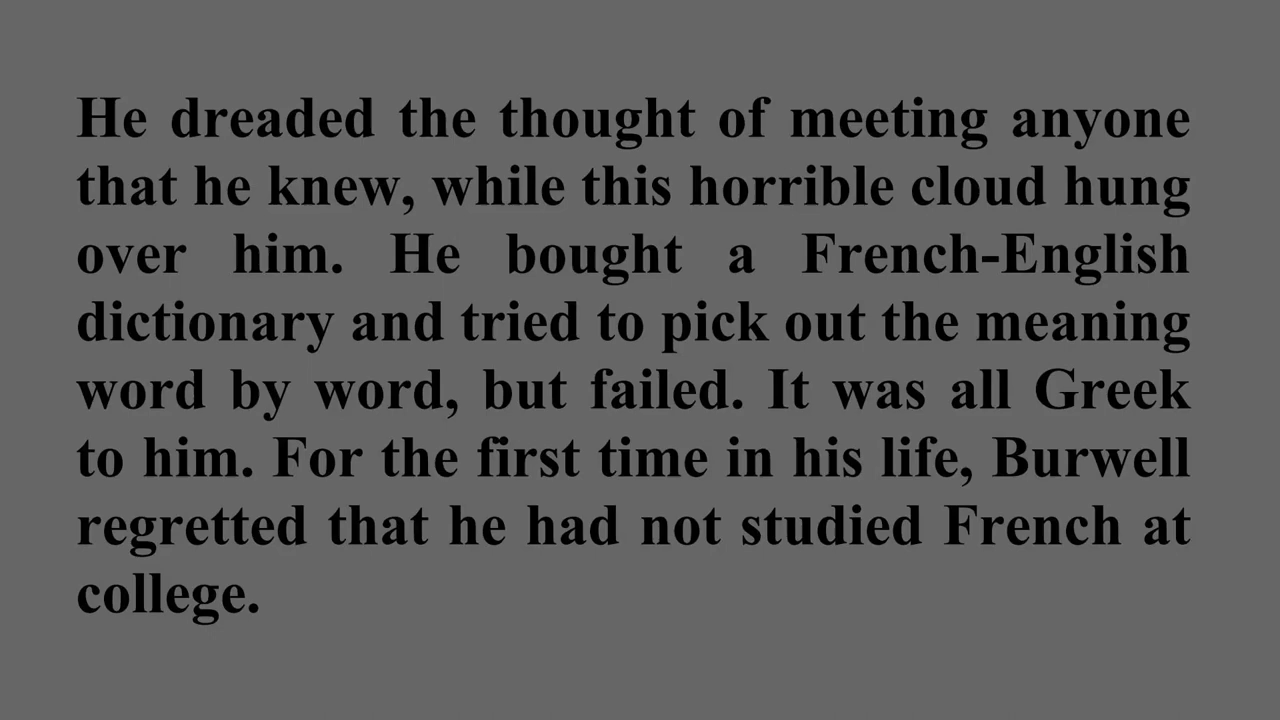 He dreaded the thought of meeting anyone
that he knew, while this horrible cloud hung
over him. He bought a French-English
dictionary and tried to pick out the meaning
word by word, but failed. It was all Greek
to him. For the first time in his life, Burwell
regretted that he had not studied French at
college.